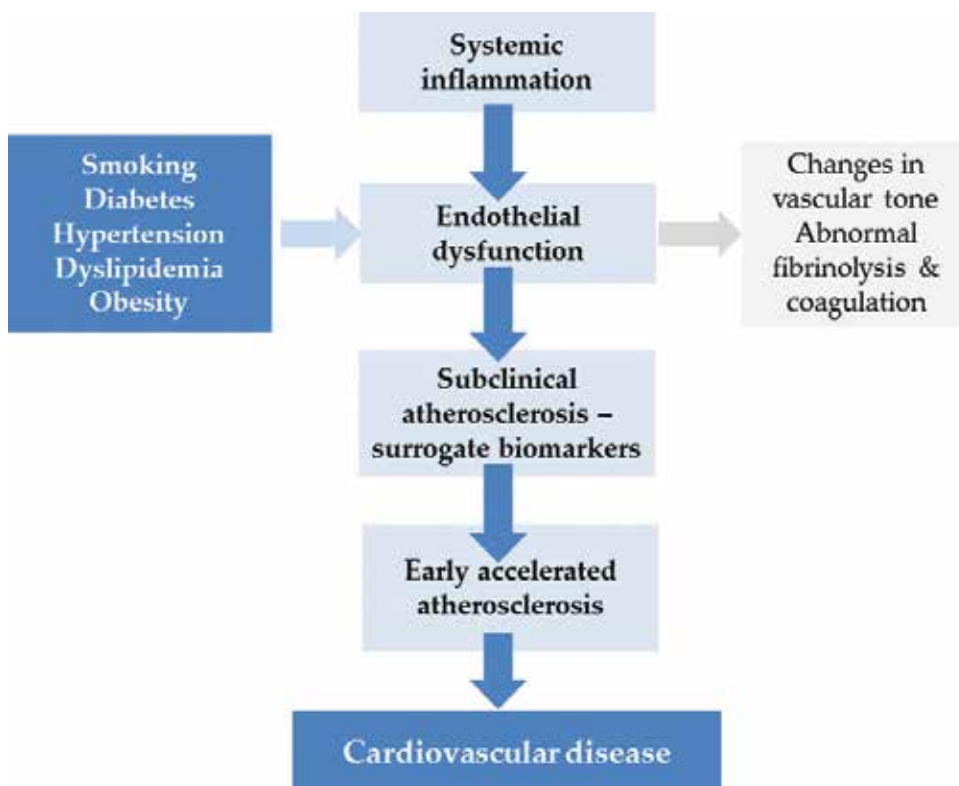 Systemic
inflammation
Smoking
Diabetes
Hypertension
Dyslipidemia
Obesity
Endothelial
dysfunction
Changes in
vascular tone
Abnormal
fibrinolysis &
coagulation
Subclinical
atherosclerosis –
surrogate biomarkers
Early accelerated
atherosclerosis
Cardiovascular disease